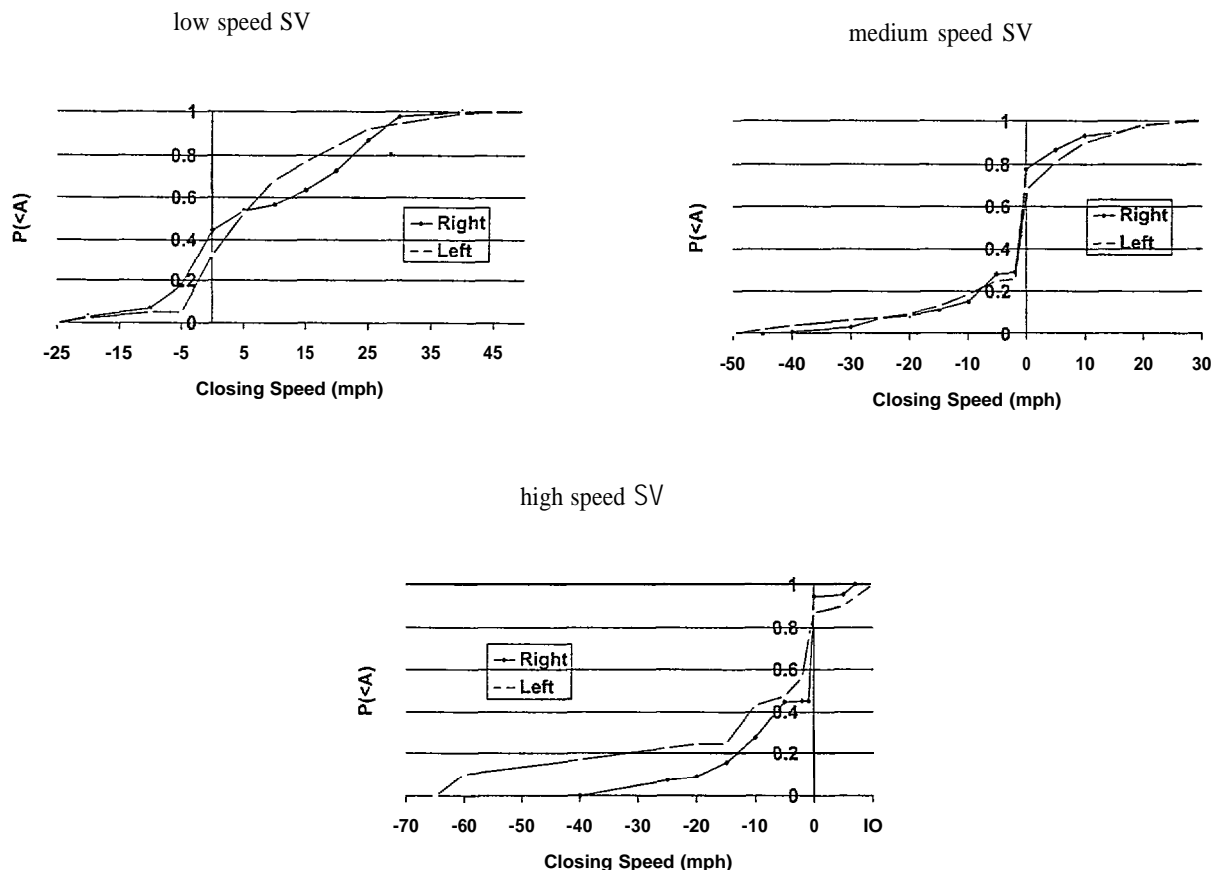 low speed SV
medium speed SV
1
0.8
0.6
0.4
0.2
0
P(<A)
Right
Left
-25 -15 -5 5 15 25 35 45
Closing Speed (mph)
1
0.8
0.6
0.4
0.2
0
P(<A)
Right
Left
-50 -40 -30 -20 -10 0 10 20 30
Closing Speed (mph)
high speed SV
1
0.8
0.6
0.4
0.2
0
P(<A)
Right
Left
-70 -60 -50 -40 -30 -20 -10 0 IO
Closing Speed (mph)